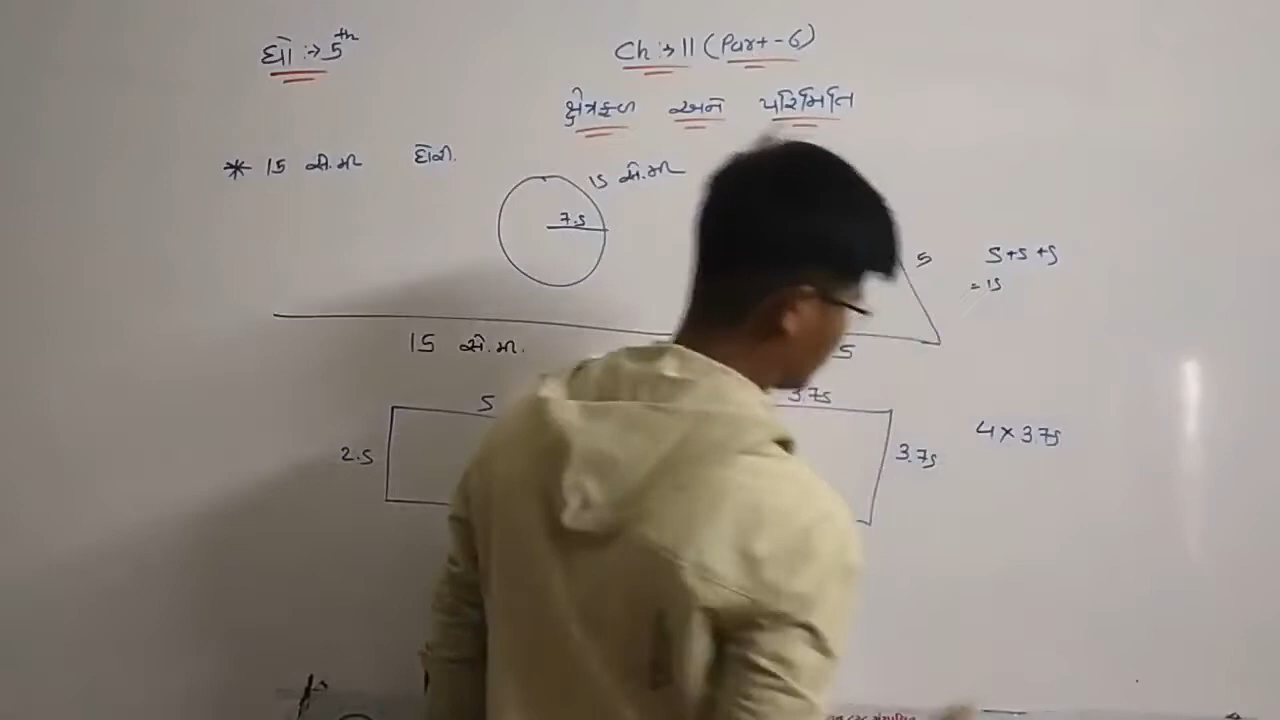 ધો :→ 5th
Ch :→ 11 (Part - 6)
ક્ષેત્રફળ અને પરિમિતિ
* 15 સે.મી દોરી.
15 સે.મી
7.5
5
5+5+5
= 15
15 સે.મી.
5
5
3.75
2.5
3.75
4 × 3.75